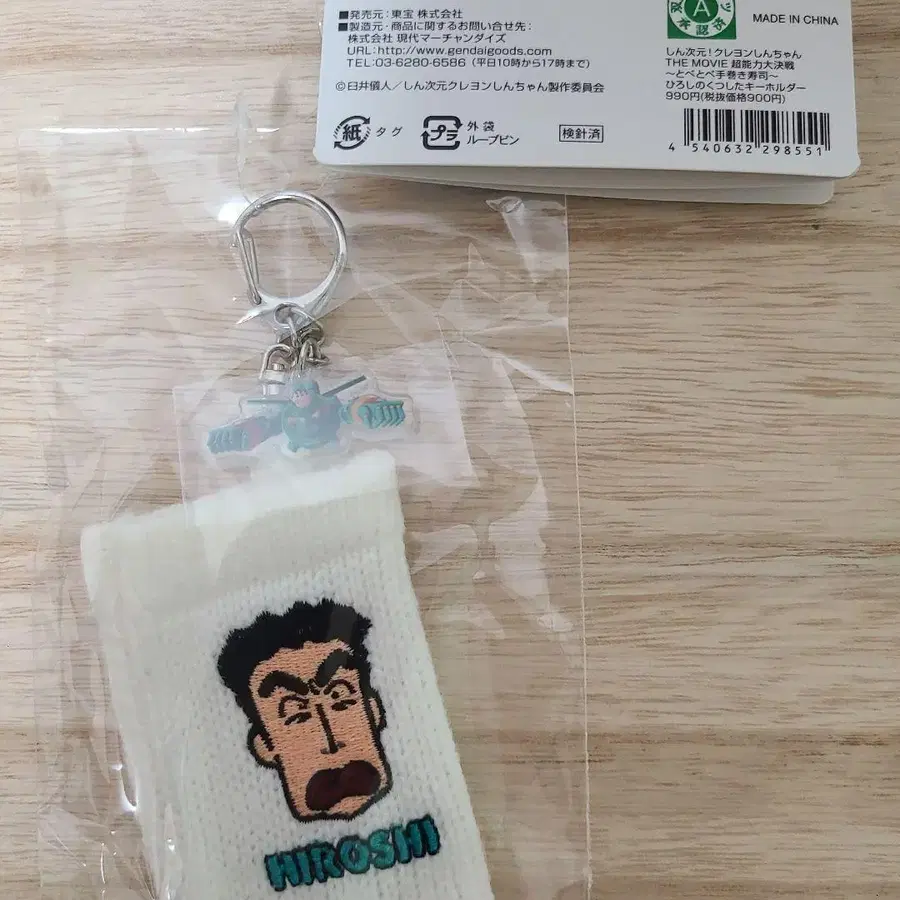 ■発売元：東宝 株式会社
■製造元・商品に関するお問い合せ先：
株式会社 現代マーチャンダイズ
URL:http://www.gendaigoods.com
TEL:03-6280-6586（平日10時から17時まで）
©臼井儀人／しん次元クレヨンしんちゃん製作委員会
紙 タグ
プラ 外袋 ループピン
検針済
A
MADE IN CHINA
しん次元！クレヨンしんちゃん
THE MOVIE 超能力大決戦
～とべとべ手巻き寿司～
ひろしのくつしたキーホルダー
990円(税抜価格900円)
4 540632 298551
HIROSHI